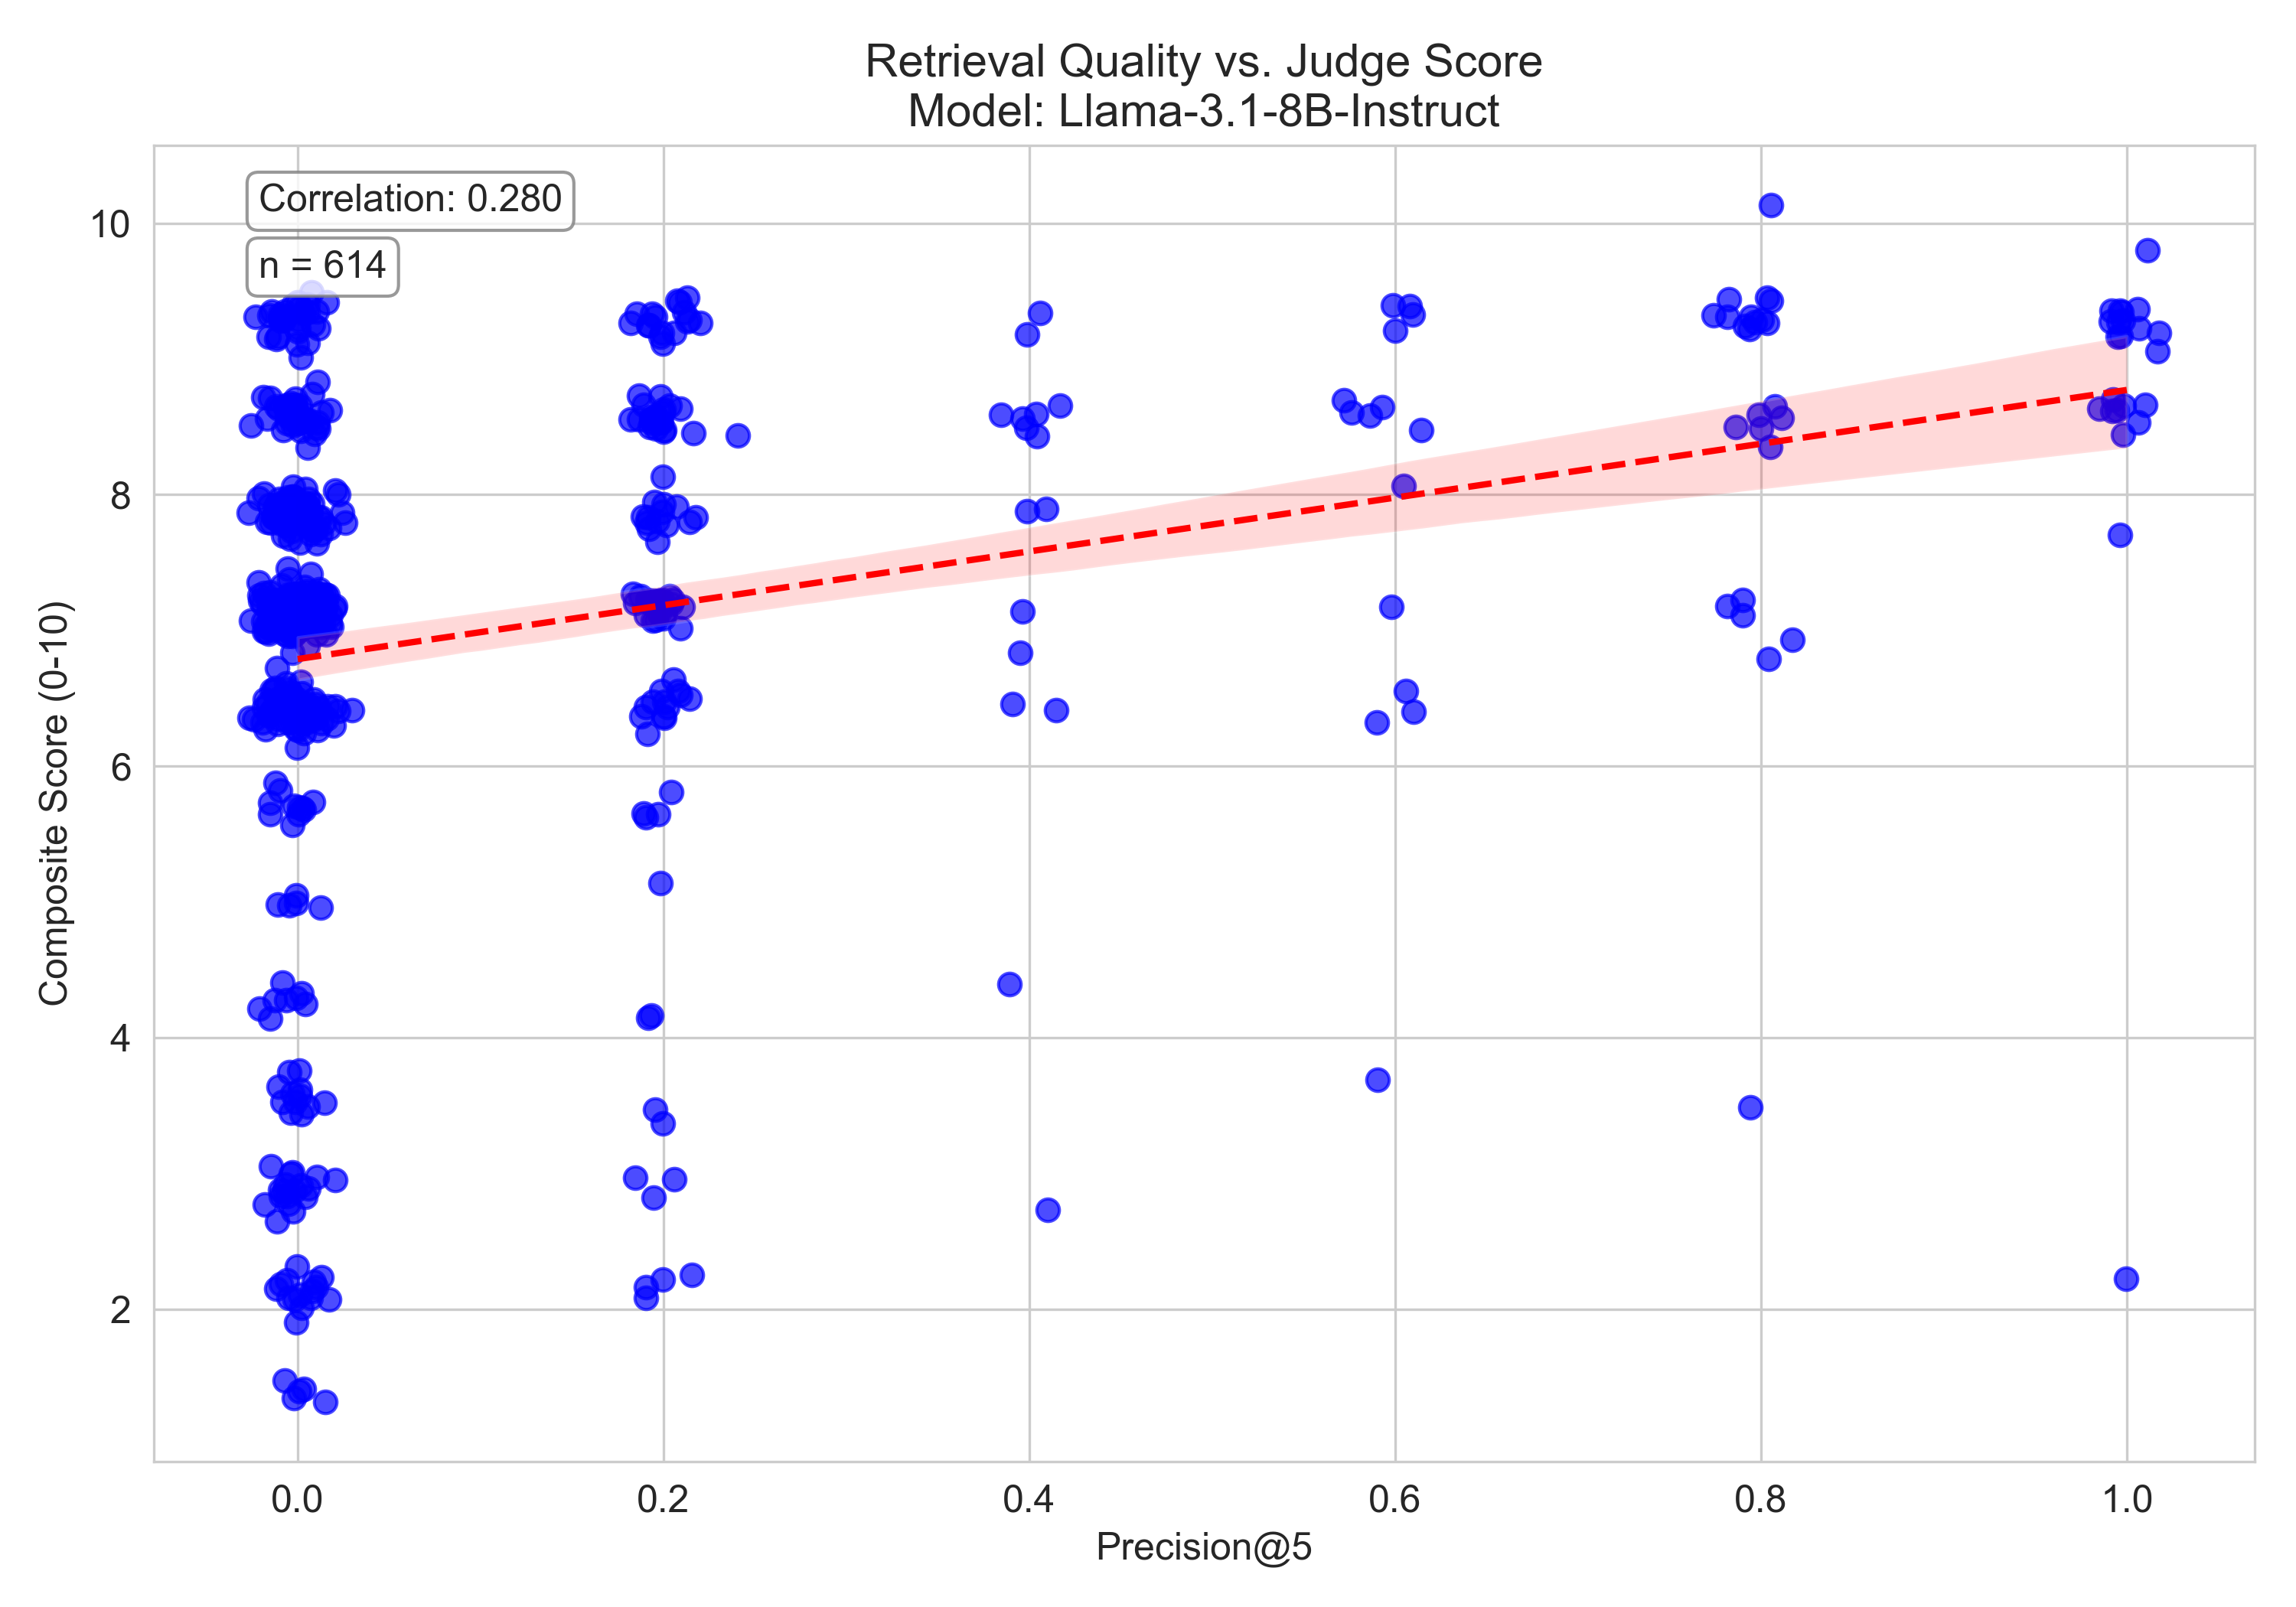 Retrieval Quality vs. Judge Score
Model: Llama-3.1-8B-Instruct
Correlation: 0.280
n = 614
10
8
6
4
2
Composite Score (0-10)
0.0 0.2 0.4 0.6 0.8 1.0
Precision@5